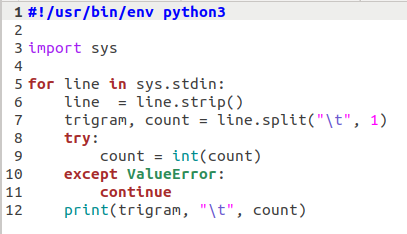 1 #!/usr/bin/env python3
2
3 import sys
4
5 for line in sys.stdin:
6     line  = line.strip()
7     trigram, count = line.split("\t", 1)
8     try:
9         count = int(count)
10     except ValueError:
11         continue
12     print(trigram, "\t", count)